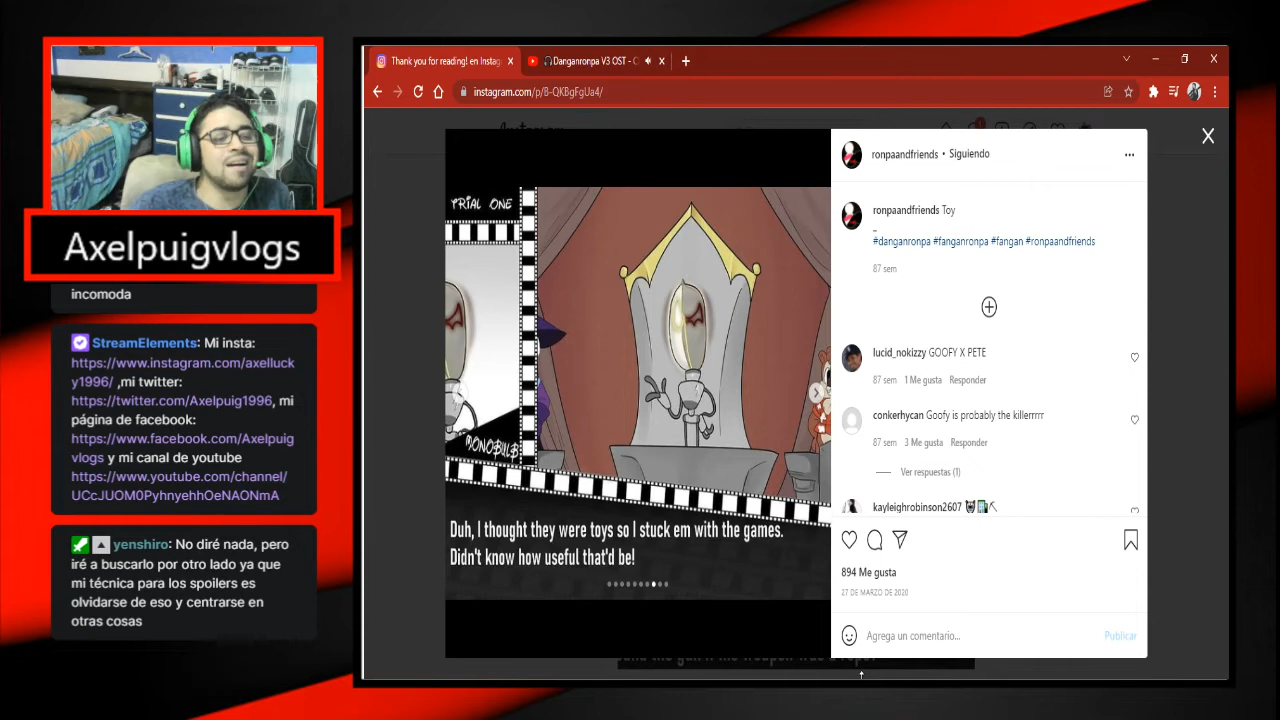 Axelpuigvlogs
incomoda
StreamElements: Mi insta:
https://www.instagram.com/axelluck
y1996/ ,mi twitter:
https://twitter.com/Axelpuig1996, mi
página de facebook:
https://www.facebook.com/Axelpuig
vlogs y mi canal de youtube
https://www.youtube.com/channel/
UCcJUOM0PyhnyehhOeNAONmA
yenshiro: No diré nada, pero
iré a buscarlo por otro lado ya que
mi técnica para los spoilers es
olvidarse de eso y centrarse en
otras cosas
Thank you for reading! en Instag
Danganronpa V3 OST - C
instagram.com/p/B-QKBgFgUa4/
TRIAL ONE
MONOBULB
Duh, I thought they were toys so I stuck em with the games.
Didn't know how useful that'd be!
ronpaandfriends • Siguiendo
ronpaandfriends Toy
_
#danganronpa #fanganronpa #fangan #ronpaandfriends
87 sem
lucid_nokizzy GOOFY X PETE
87 sem 1 Me gusta Responder
conkerhycan Goofy is probably the killerrrrr
87 sem 3 Me gusta Responder
Ver respuestas (1)
kayleighrobinson2607
894 Me gusta
27 DE MARZO DE 2020
Agrega un comentario...
Publicar